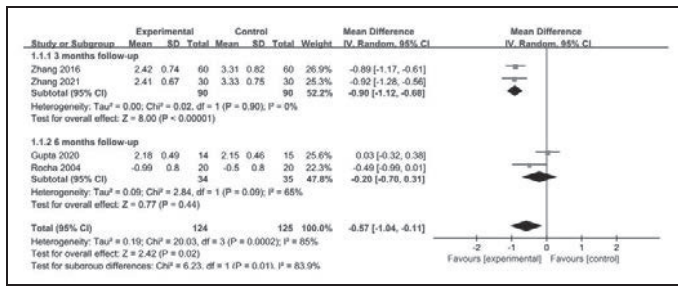 Experimental Control Mean Difference Mean Difference
Study or Subgroup Mean SD Total Mean SD Total Weight IV. Random. 95% CI IV. Random. 95% CI
1.1.1 3 months follow-up
Zhang 2016 2.42 0.74 60 3.31 0.82 60 26.5% -0.89 [-1.17, -0.61]
Zhang 2021 2.41 0.67 30 3.33 0.75 30 25.3% -0.92 [-1.28, -0.56]
Subtotal (95% CI) 90 90 52.2% -0.90 [-1.12, -0.68]
Heterogeneity: Tau² = 0.00; Chi² = 0.02, df = 1 (P = 0.90); I² = 0%
Test for overall effect: Z = 8.00 (P < 0.00001)
1.1.2 6 months follow-up
Gupta 2020 2.18 0.49 14 2.15 0.46 15 25.6% 0.03 [-0.32, 0.38]
Rocha 2004 -0.99 0.8 20 -0.5 0.8 20 22.3% -0.49 [-0.99, 0.01]
Subtotal (95% CI) 34 35 47.8% -0.20 [-0.70, 0.31]
Heterogeneity: Tau² = 0.09; Chi² = 2.84, df = 1 (P = 0.09); I² = 65%
Test for overall effect: Z = 0.77 (P = 0.44)
Total (95% CI) 124 125 100.0% -0.57 [-1.04, -0.11]
Heterogeneity: Tau² = 0.19; Chi² = 20.03, df = 3 (P = 0.0002); I² = 85%
Test for overall effect: Z = 2.42 (P = 0.02)
Test for subgroup differences: Chi² = 6.23, df = 1 (P = 0.01), I² = 83.9%
-2 -1 0 1 2
Favours [experimental] Favours [control]